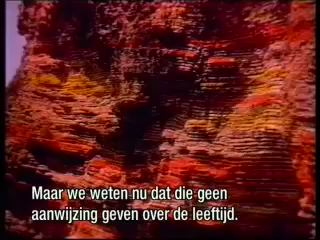 Maar we weten nu dat die geen
aanwijzing geven over de leeftijd.